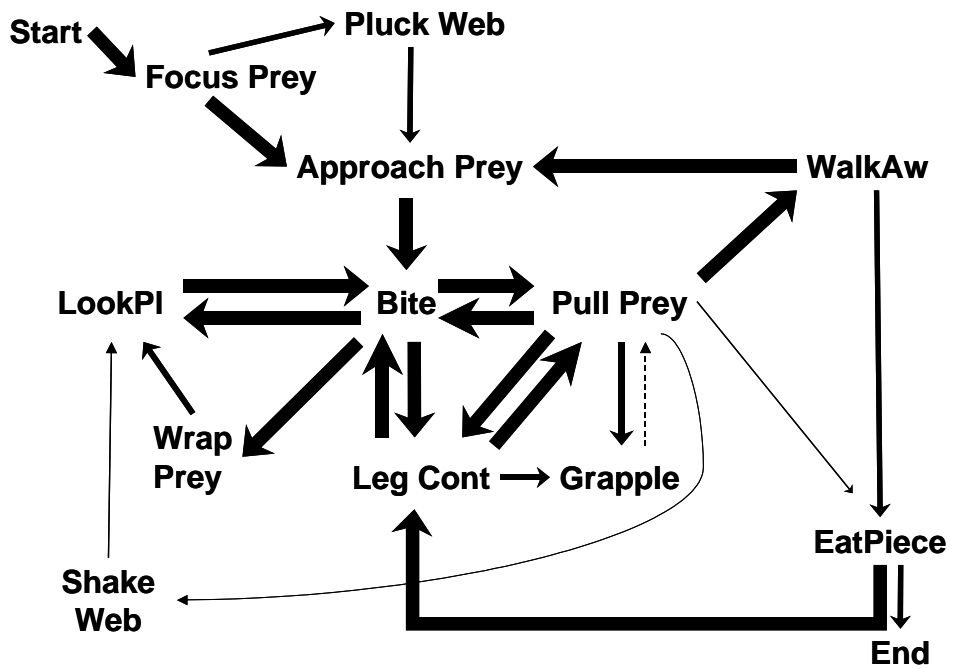 Start
Pluck Web
Focus Prey
Approach Prey
WalkAw
LookPl
Bite
Pull Prey
Wrap
Prey
Leg Cont
Grapple
EatPiece
Shake
Web
End